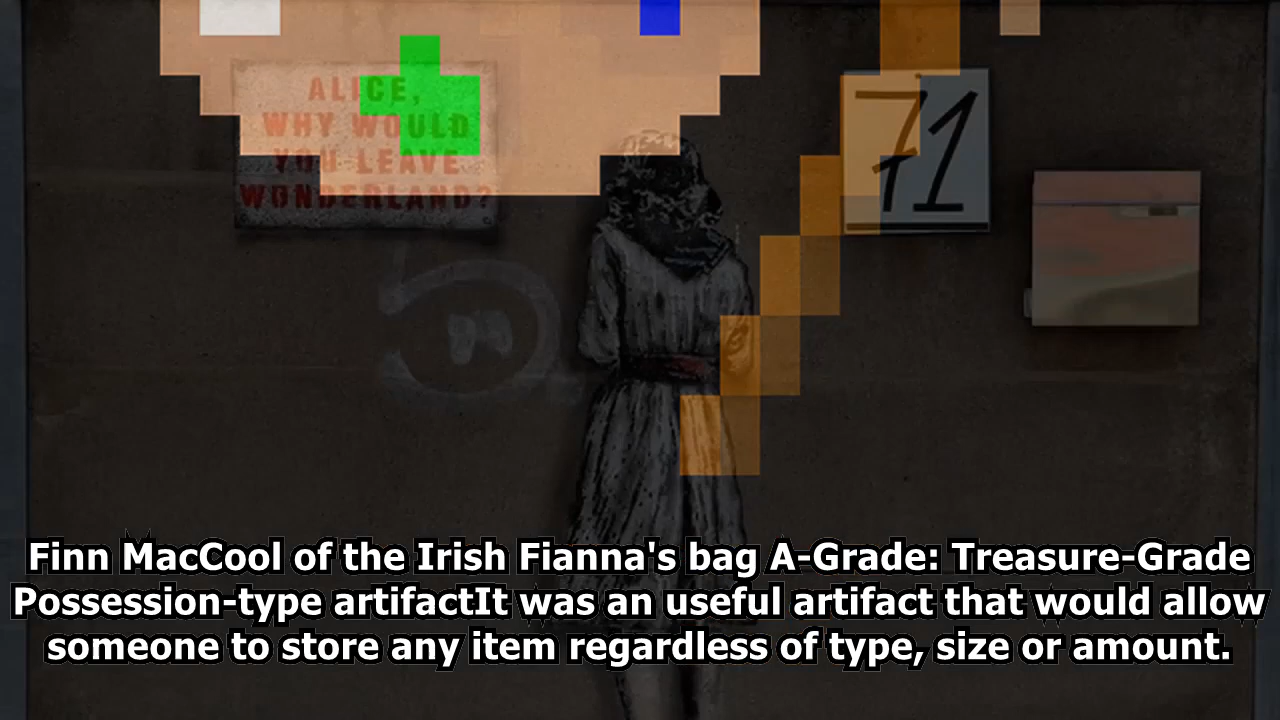 ALICE,
WHY WOULD
YOU LEAVE
WONDERLAND?
71
Finn MacCool of the Irish Fianna's bag A-Grade: Treasure-Grade
Possession-type artifactIt was an useful artifact that would allow
someone to store any item regardless of type, size or amount.